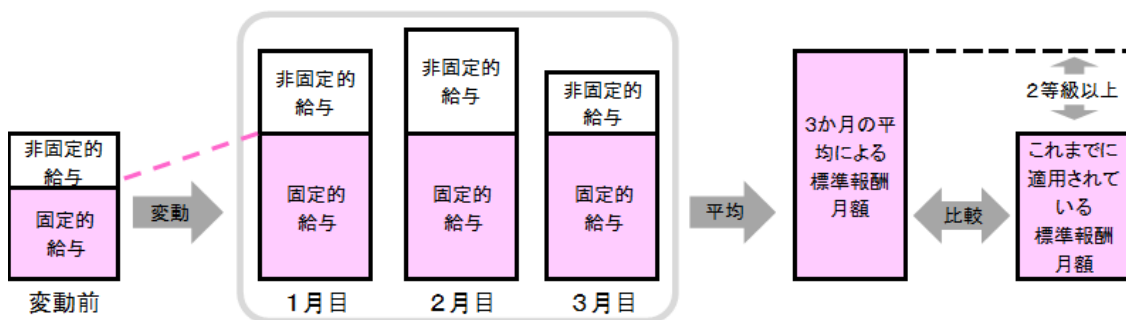 非固定的
給与
固定的
給与
変動前
変動
非固定的
給与
固定的
給与
1月目
非固定的
給与
固定的
給与
2月目
非固定的
給与
固定的
給与
3月目
平均
3か月の平
均による
標準報酬
月額
比較
2等級以上
これまでに
適用されて
いる
標準報酬
月額